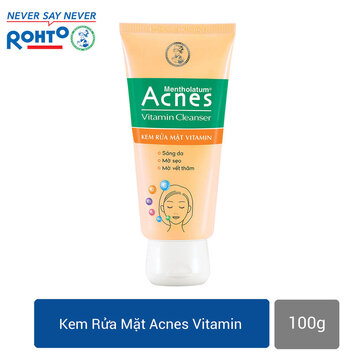 NEVER SAY NEVER
ROHTO
Mentholatum®
Acnes
Vitamin Cleanser
KEM RỬA MẶT VITAMIN
Sáng da
Mờ sẹo
Mờ vết thâm
Kem Rửa Mặt Acnes Vitamin
100g